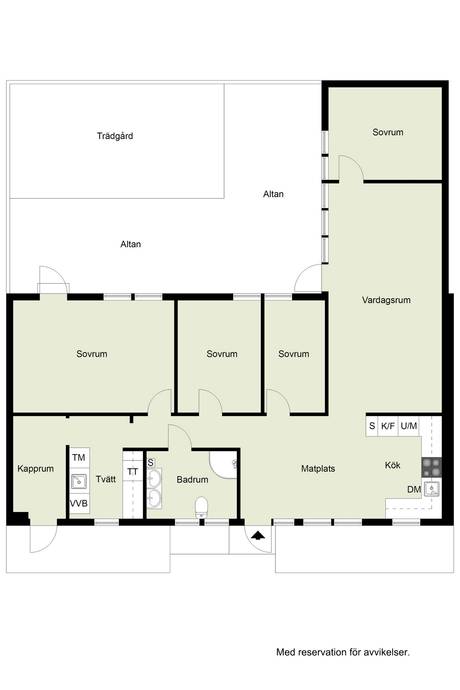 Trädgård
Sovrum
Altan
Altan
Vardagsrum
Sovrum
Sovrum
Sovrum
S K/F U/M
TM
S
Kapprum
Tvätt
TT
Badrum
Matplats
Kök
DM
VVB
Med reservation för avvikelser.